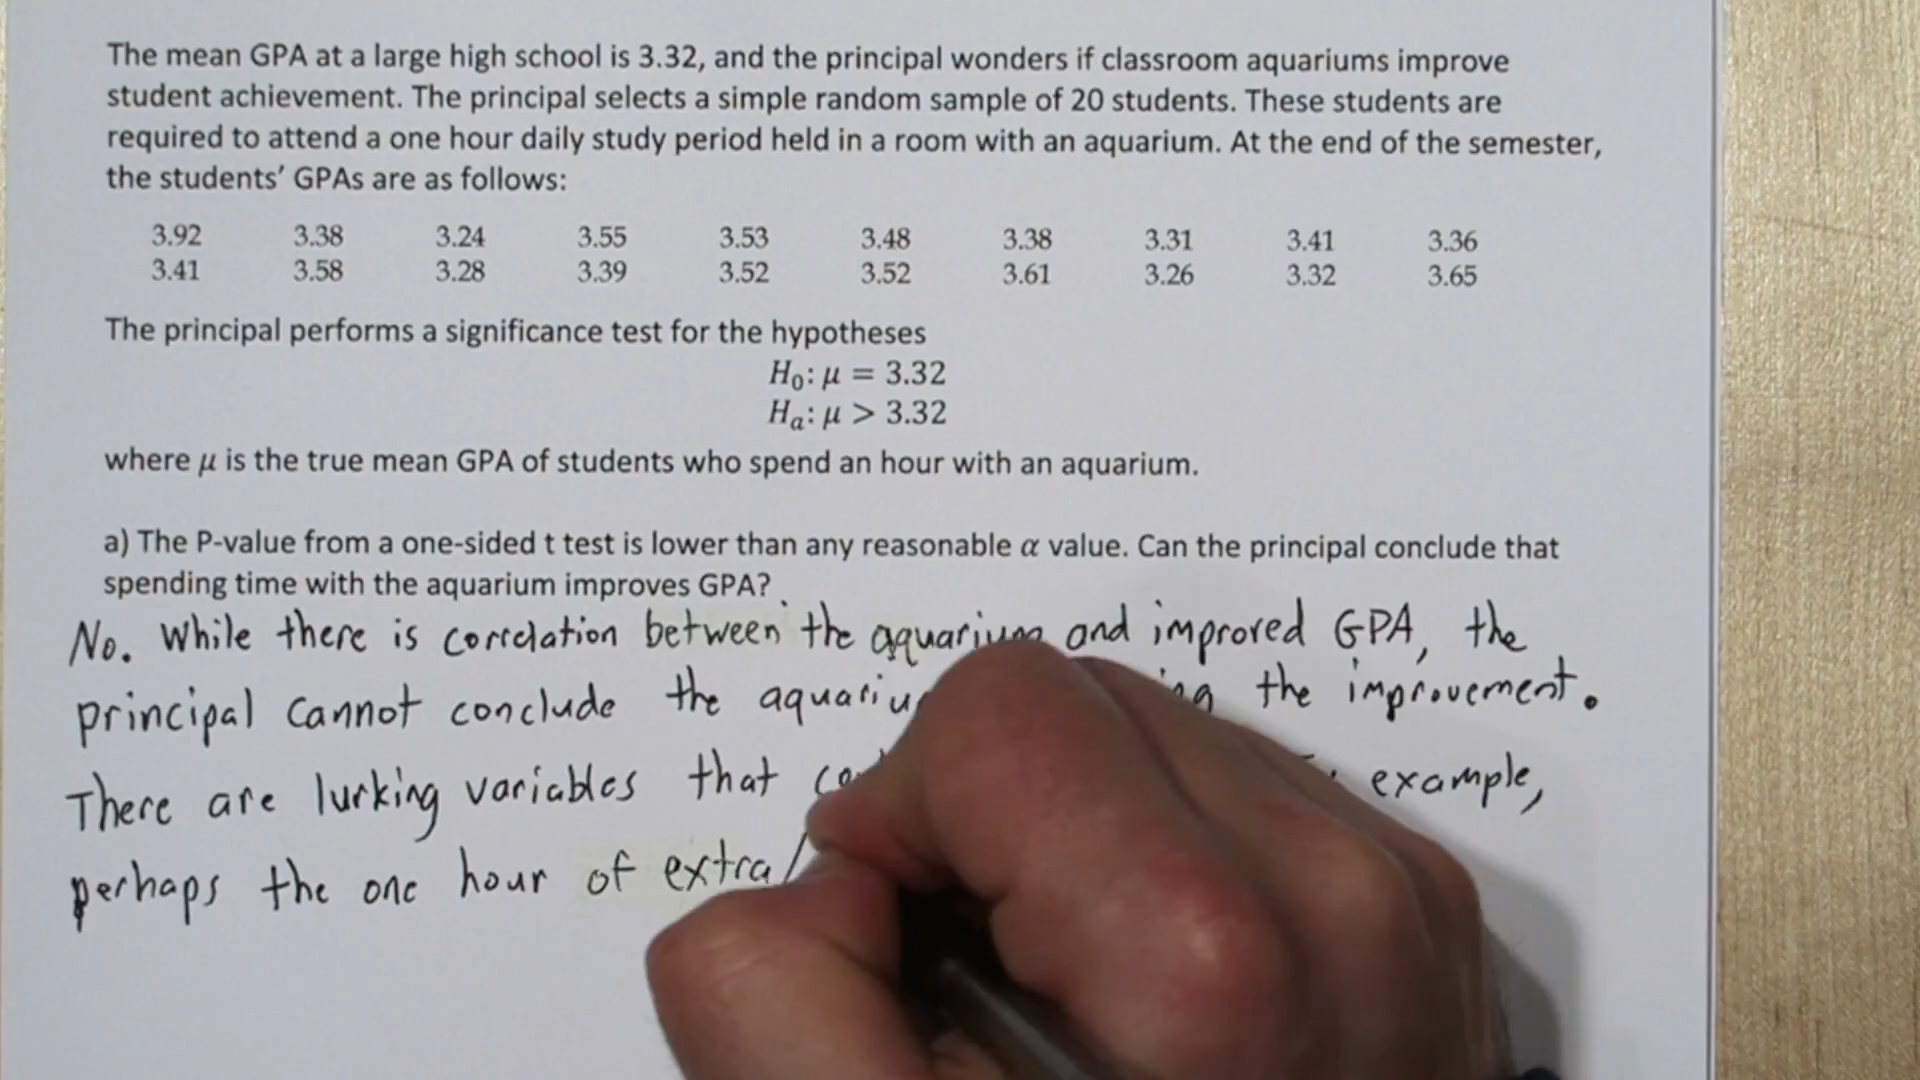 The mean GPA at a large high school is 3.32, and the principal wonders if classroom aquariums improve
student achievement. The principal selects a simple random sample of 20 students. These students are
required to attend a one hour daily study period held in a room with an aquarium. At the end of the semester,
the students' GPAs are as follows:
3.92 3.38 3.24 3.55 3.53 3.48 3.38 3.31 3.41 3.36
3.41 3.58 3.28 3.39 3.52 3.52 3.61 3.26 3.32 3.65
The principal performs a significance test for the hypotheses
H₀: μ = 3.32
Hₐ: μ > 3.32
where μ is the true mean GPA of students who spend an hour with an aquarium.
a) The P-value from a one-sided t test is lower than any reasonable α value. Can the principal conclude that
spending time with the aquarium improves GPA?
No. While there is correlation between the aquarium and improved GPA, the
principal cannot conclude the the improvement.
There are lurking variables that example,
perhaps the one hour of extra